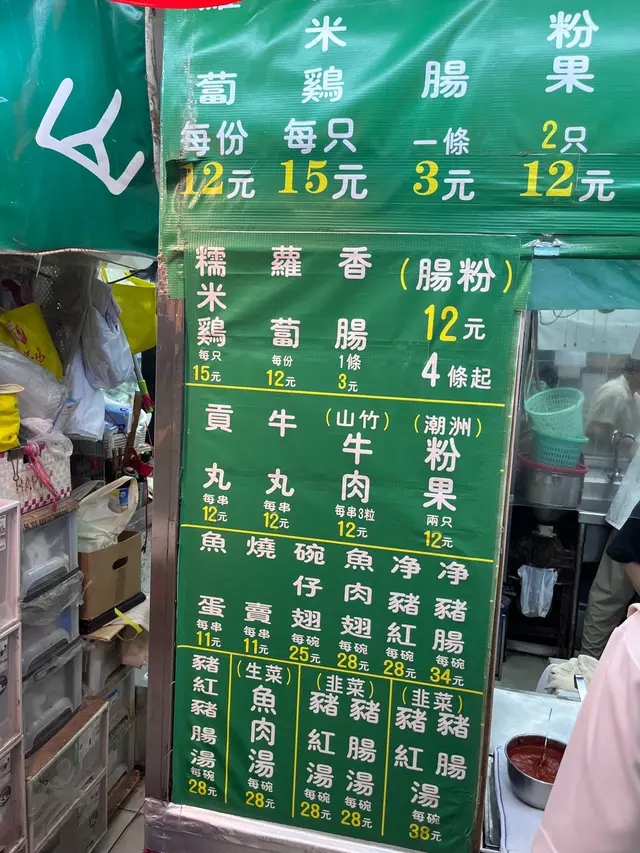 粉果
2只
12元
腸
一條
3元
米鷄
每只
15元
蔔
每份
12元
(腸粉)
12元
4條起
香腸
1條
3元
蘿蔔
每份
12元
糯米鷄
每只
15元
(潮洲)
粉果
兩只
12元
(山竹)
牛肉
每串3粒
12元
牛丸
每串
12元
貢丸
每串
12元
净豬腸
每碗
34元
净豬紅
每碗
28元
魚肉翅
每碗
28元
碗仔翅
每碗
25元
燒賣
每串
11元
魚蛋
每串
11元
(韭菜)
豬腸
豬紅
湯
每碗
38元
(韭菜)
豬腸湯
每碗
28元
豬紅湯
每碗
28元
(生菜)
魚肉湯
每碗
28元
豬紅豬腸湯
每碗
28元